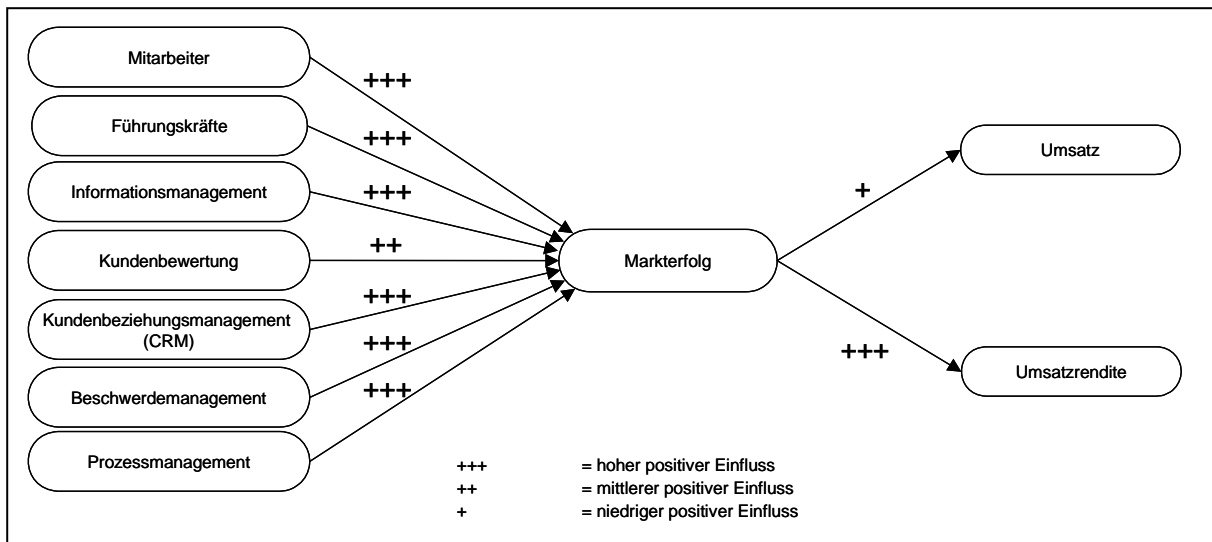 Mitarbeiter
+++
Führungskräfte
+++
Informationsmanagement
+++
Kundenbewertung
++
Kundenbeziehungsmanagement
(CRM)
+++
Beschwerdemanagement
+++
Prozessmanagement
+++
Markterfolg
+
Umsatz
+++
Umsatzrendite
+++ = hoher positiver Einfluss
++ = mittlerer positiver Einfluss
+ = niedriger positiver Einfluss